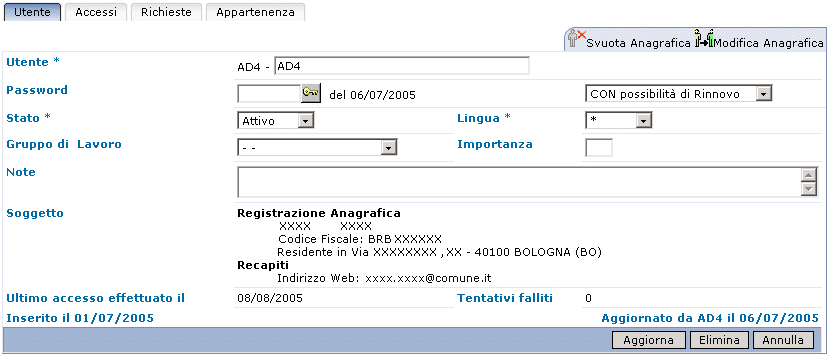 Utente Accessi Richieste Appartenenza
Svuota Anagrafica Modifica Anagrafica
Utente * AD4 - AD4
Password del 06/07/2005 CON possibilità di Rinnovo
Stato * Attivo Lingua * *
Gruppo di Lavoro - - Importanza
Note
Soggetto Registrazione Anagrafica
XXXX XXXX
Codice Fiscale: BRB XXXXXX
Residente in Via XXXXXXXX , XX - 40100 BOLOGNA (BO)
Recapiti
Indirizzo Web: xxxx.xxxx@comune.it
Ultimo accesso effettuato il 08/08/2005 Tentativi falliti 0
Inserito il 01/07/2005 Aggiornato da AD4 il 06/07/2005
Aggiorna Elimina Annulla